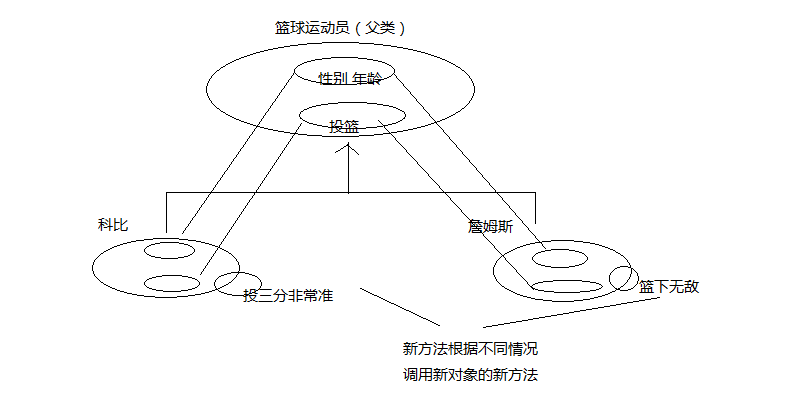 篮球运动员（父类）
性别 年龄
投篮
科比
詹姆斯
投三分非常准
篮下无敌
新方法根据不同情况
调用新对象的新方法